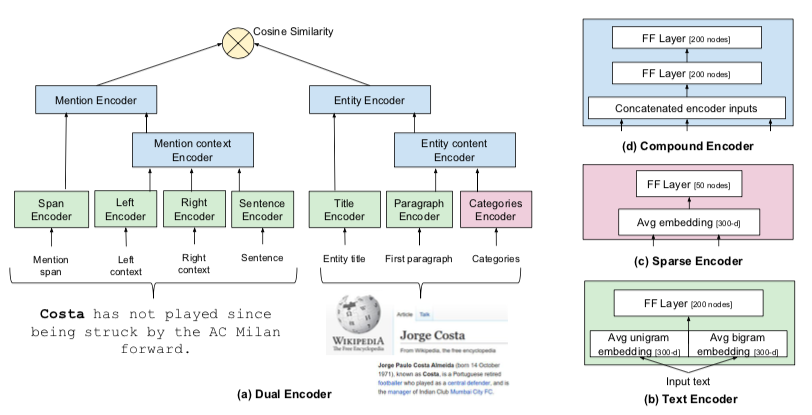 Cosine Similarity
Mention Encoder
Entity Encoder
Mention context
Encoder
Entity content
Encoder
Span
Encoder
Left
Encoder
Right
Encoder
Sentence
Encoder
Title
Encoder
Paragraph
Encoder
Categories
Encoder
Mention
span
Left
context
Right
context
Sentence
Entity title
First paragraph
Categories
Costa has not played since
being struck by the AC Milan
forward.
WIKIPEDIA
The Free Encyclopedia
Article Talk
Jorge Costa
From Wikipedia, the free encyclopedia
Jorge Paulo Costa Almeida (born 14 October
1971), known as Costa, is a Portuguese retired
footballer who played as a central defender, and is
the manager of Indian Club Mumbai City FC.
(a) Dual Encoder
FF Layer [200 nodes]
FF Layer [200 nodes]
Concatenated encoder inputs
(d) Compound Encoder
FF Layer [50 nodes]
Avg embedding [300-d]
(c) Sparse Encoder
FF Layer [200 nodes]
Avg unigram
embedding [300-d]
Avg bigram
embedding [300-d]
Input text
(b) Text Encoder